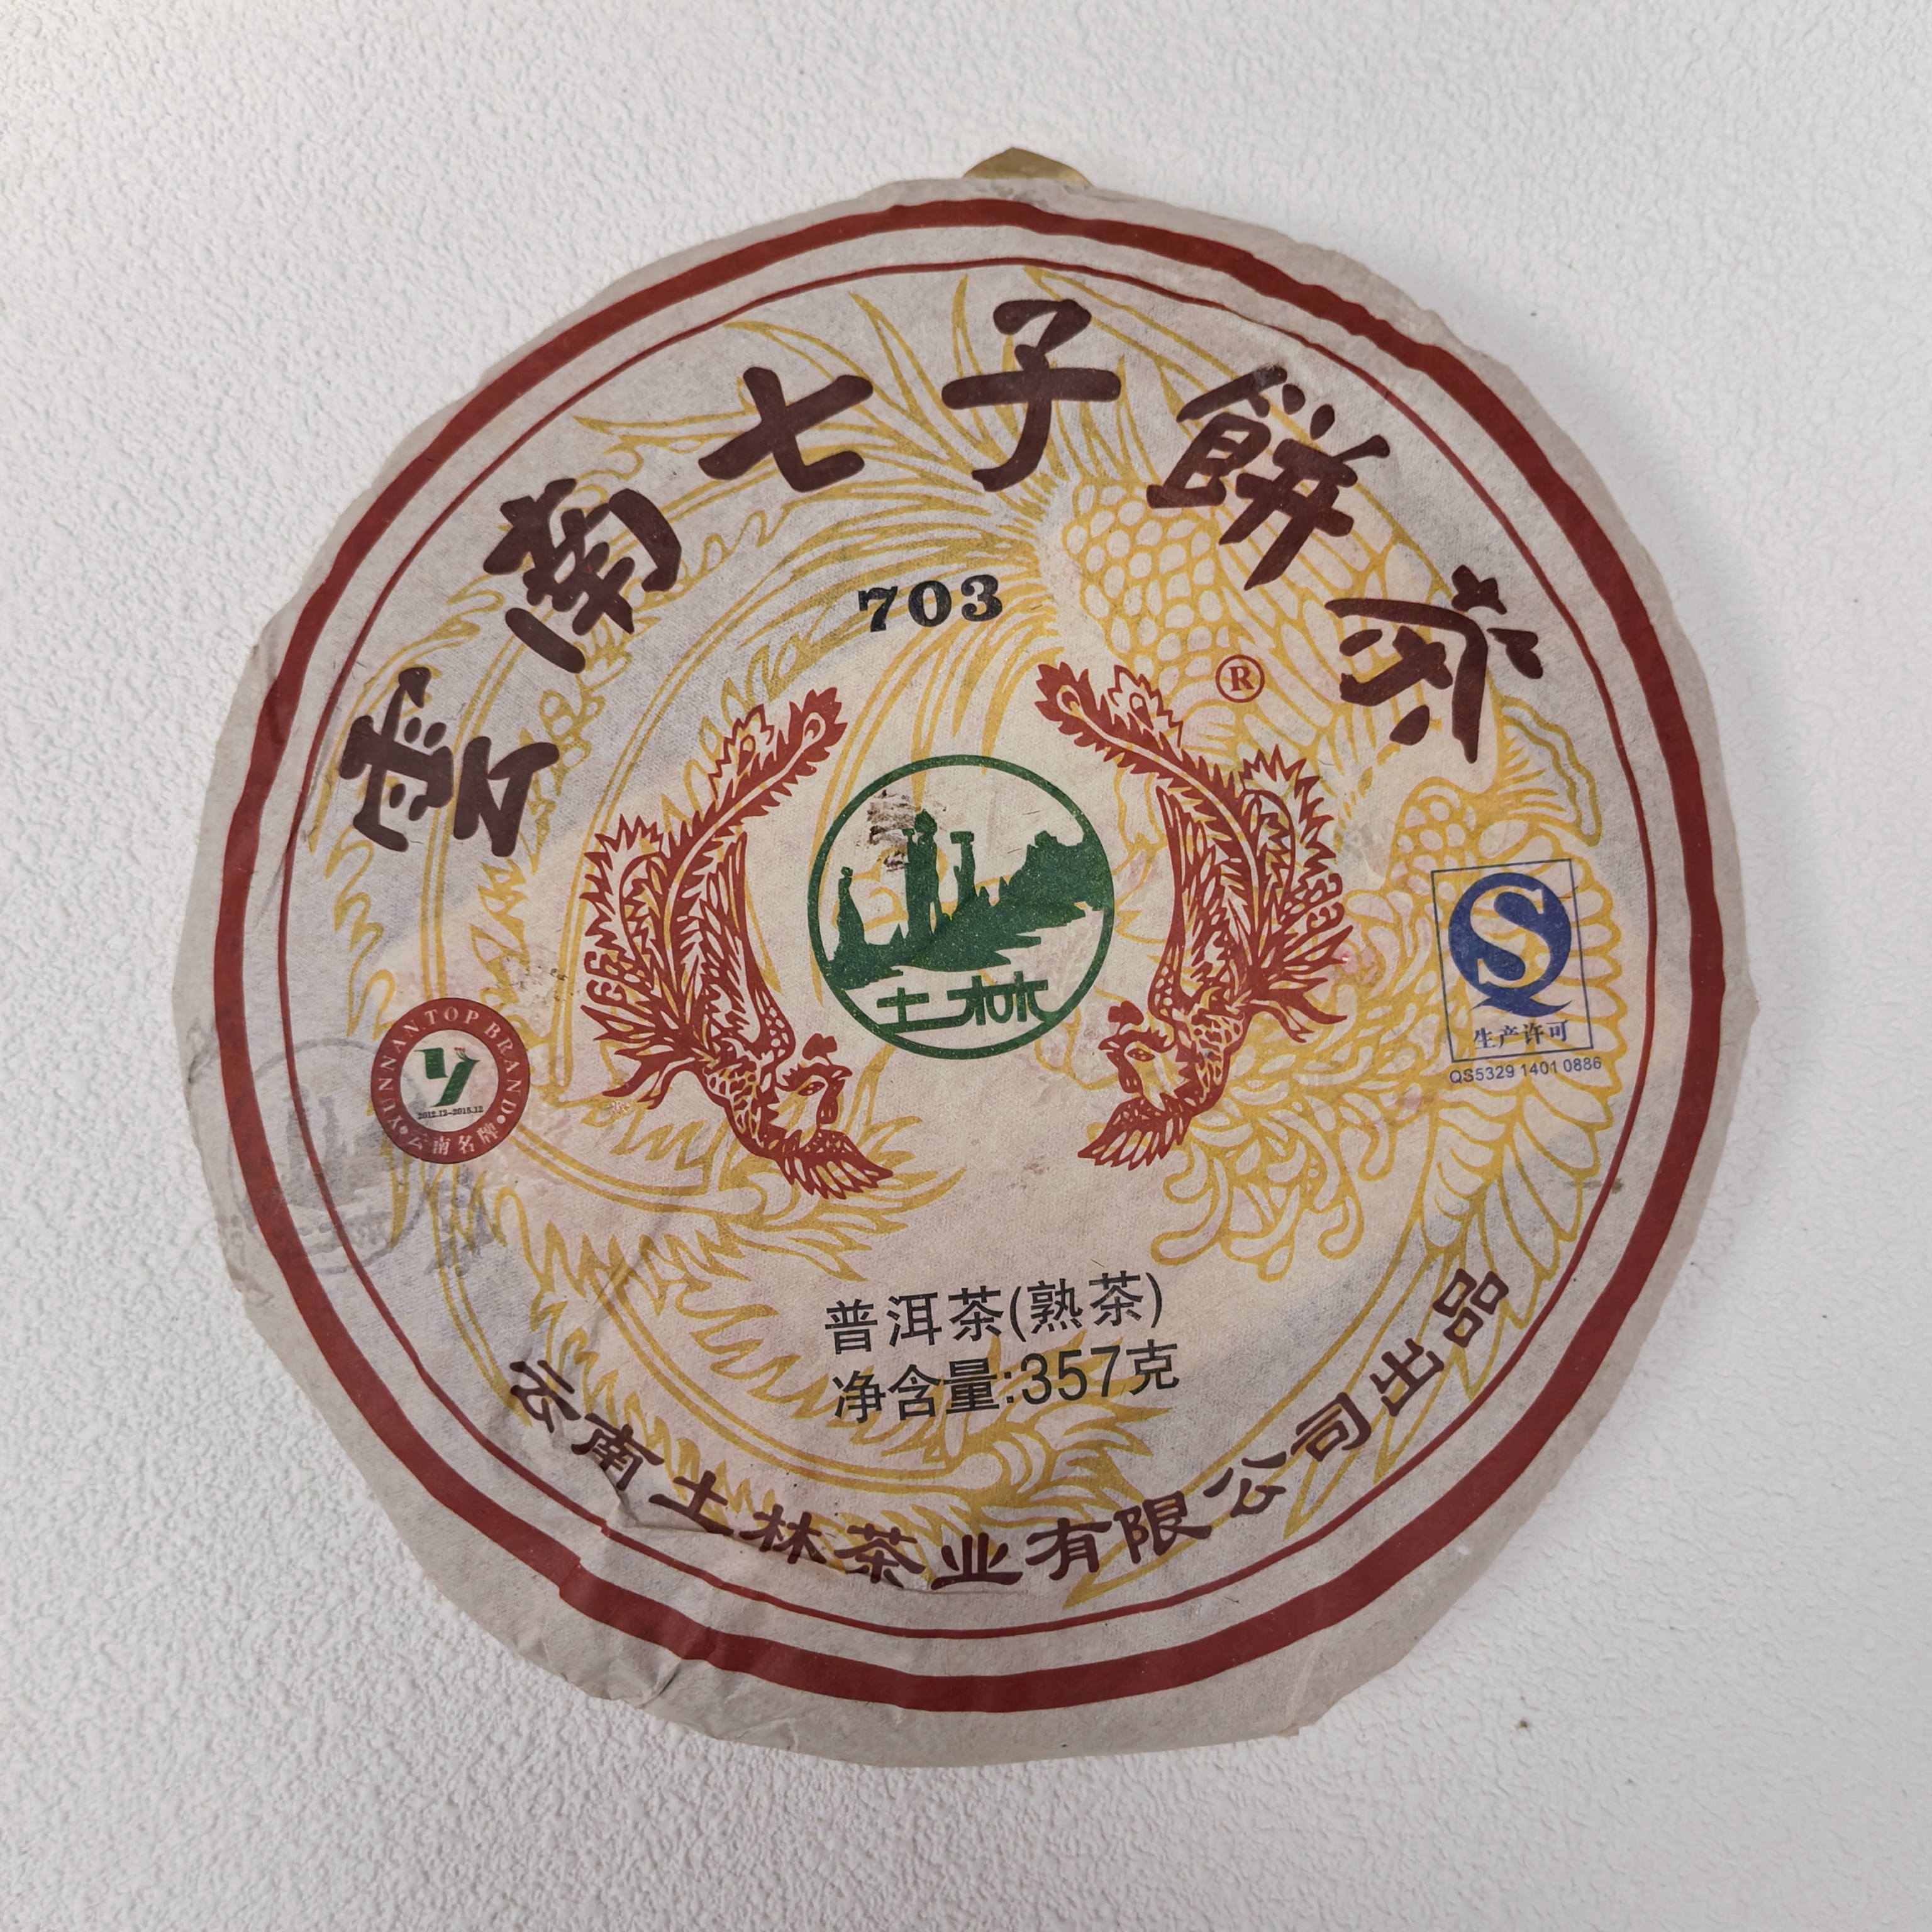 雲南七子餅茶
703
®
土林
S
生产许可
QS5329 1401 0886
YUNNAN.TOP BRAND
y
2012.12-2015.12
云南名牌
普洱茶(熟茶)
净含量:357克
云南土林茶业有限公司出品